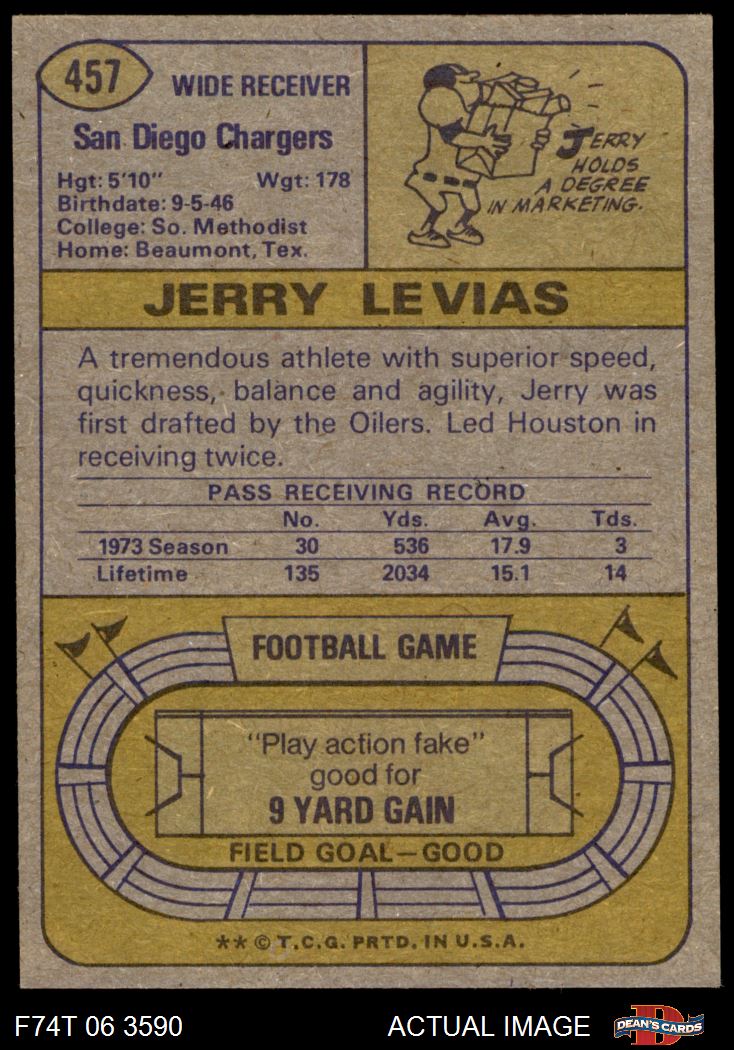 457
WIDE RECEIVER
San Diego Chargers
Hgt: 5'10" Wgt: 178
Birthdate: 9-5-46
College: So. Methodist
Home: Beaumont, Tex.
JERRY
HOLDS
A DEGREE
IN MARKETING.
JERRY LEVIAS
A tremendous athlete with superior speed,
quickness, balance and agility, Jerry was
first drafted by the Oilers. Led Houston in
receiving twice.
PASS RECEIVING RECORD
No. Yds. Avg. Tds.
1973 Season 30 536 17.9 3
Lifetime 135 2034 15.1 14
FOOTBALL GAME
"Play action fake"
good for
9 YARD GAIN
FIELD GOAL—GOOD
** © T.C.G. PRTD. IN U.S.A.
F74T 06 3590 ACTUAL IMAGE
D
DEAN'S CARDS